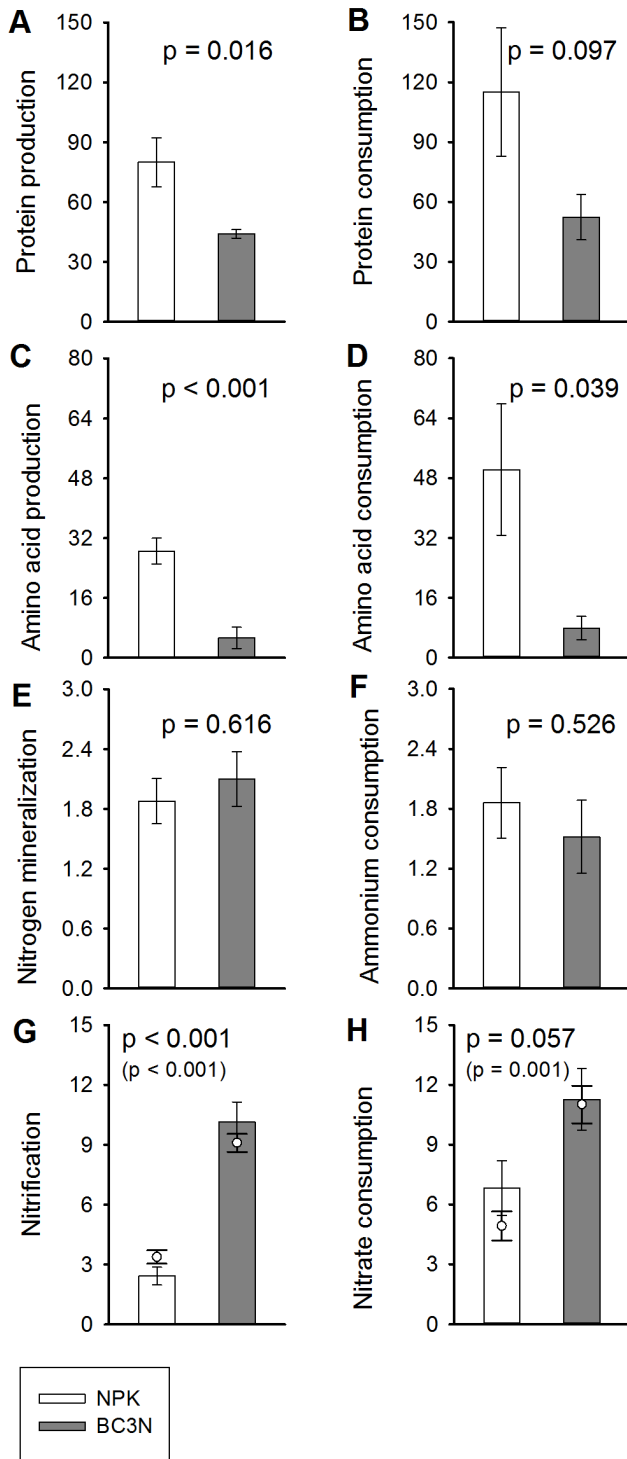 A
Protein production
150
120
90
60
30
0
p = 0.016
B
Protein consumption
150
120
90
60
30
0
p = 0.097
C
Amino acid production
80
64
48
32
16
0
p < 0.001
D
Amino acid consumption
80
64
48
32
16
0
p = 0.039
E
Nitrogen mineralization
3.0
2.4
1.8
1.2
0.6
0.0
p = 0.616
F
Ammonium consumption
3.0
2.4
1.8
1.2
0.6
0.0
p = 0.526
G
Nitrification
15
12
9
6
3
0
p < 0.001
(p < 0.001)
H
Nitrate consumption
15
12
9
6
3
0
p = 0.057
(p = 0.001)
NPK
BC3N